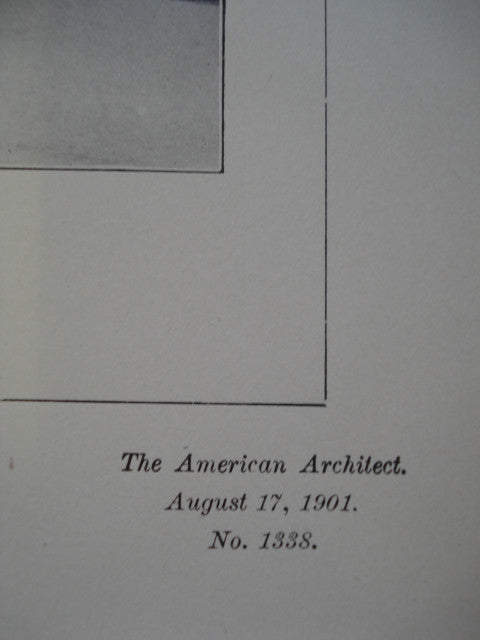 The American Architect.
August 17, 1901.
No. 1338.